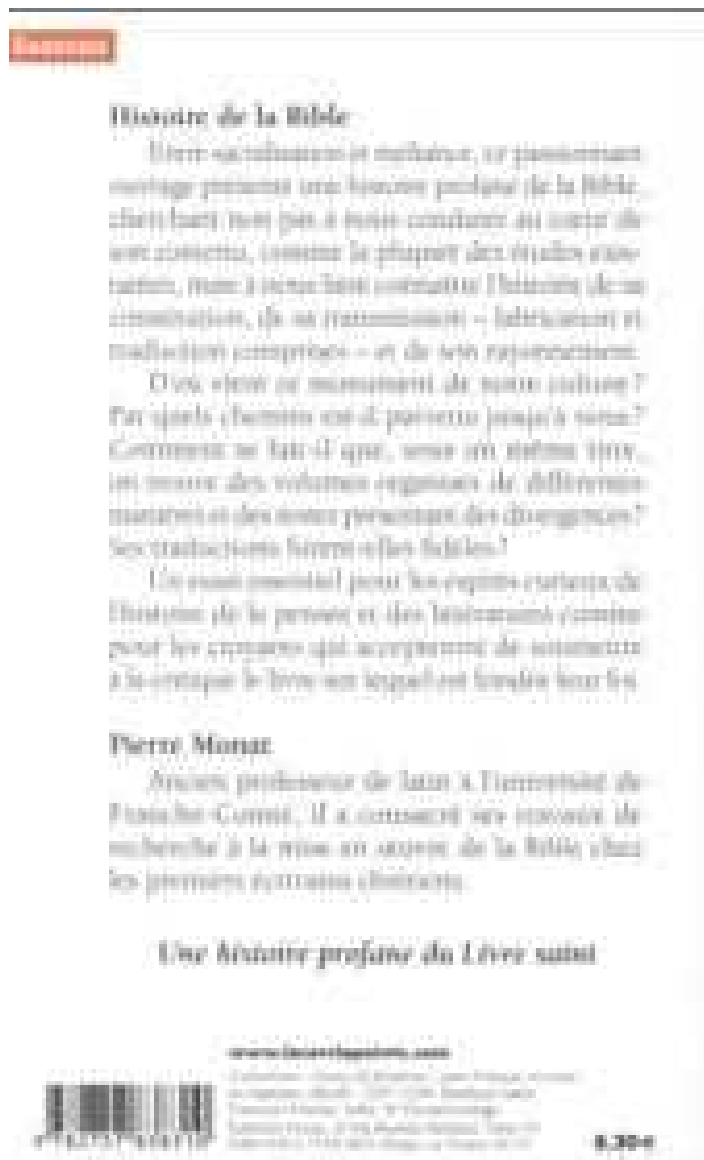 Histoire de la Bible
Entre sacralisation et méfiance, ce passionnant
ouvrage présente une histoire profane de la Bible,
cherchant non pas à nous conduire au cœur de
son contenu, comme la plupart des études exis-
tantes, mais à nous faire connaître l'histoire de sa
constitution, de sa transmission – fabrication et
traduction comprises – et de son rayonnement.
D'où vient ce monument de notre culture ?
Par quels chemins est-il parvenu jusqu'à nous ?
Comment se fait-il que, sous un même titre,
on trouve des volumes organisés de différentes
manières et des textes présentant des divergences ?
Ses traductions furent-elles fidèles ?
Un essai essentiel pour les esprits curieux de
l'histoire de la pensée et des littératures comme
pour les croyants qui acceptent de soumettre
à la critique le livre sur lequel est fondée leur foi.
Pierre Monat
Ancien professeur de latin à l'université de
Franche-Comté, il a consacré ses travaux de
recherche à la mise en œuvre de la Bible chez
les premiers écrivains chrétiens.
Une histoire profane du Livre saint